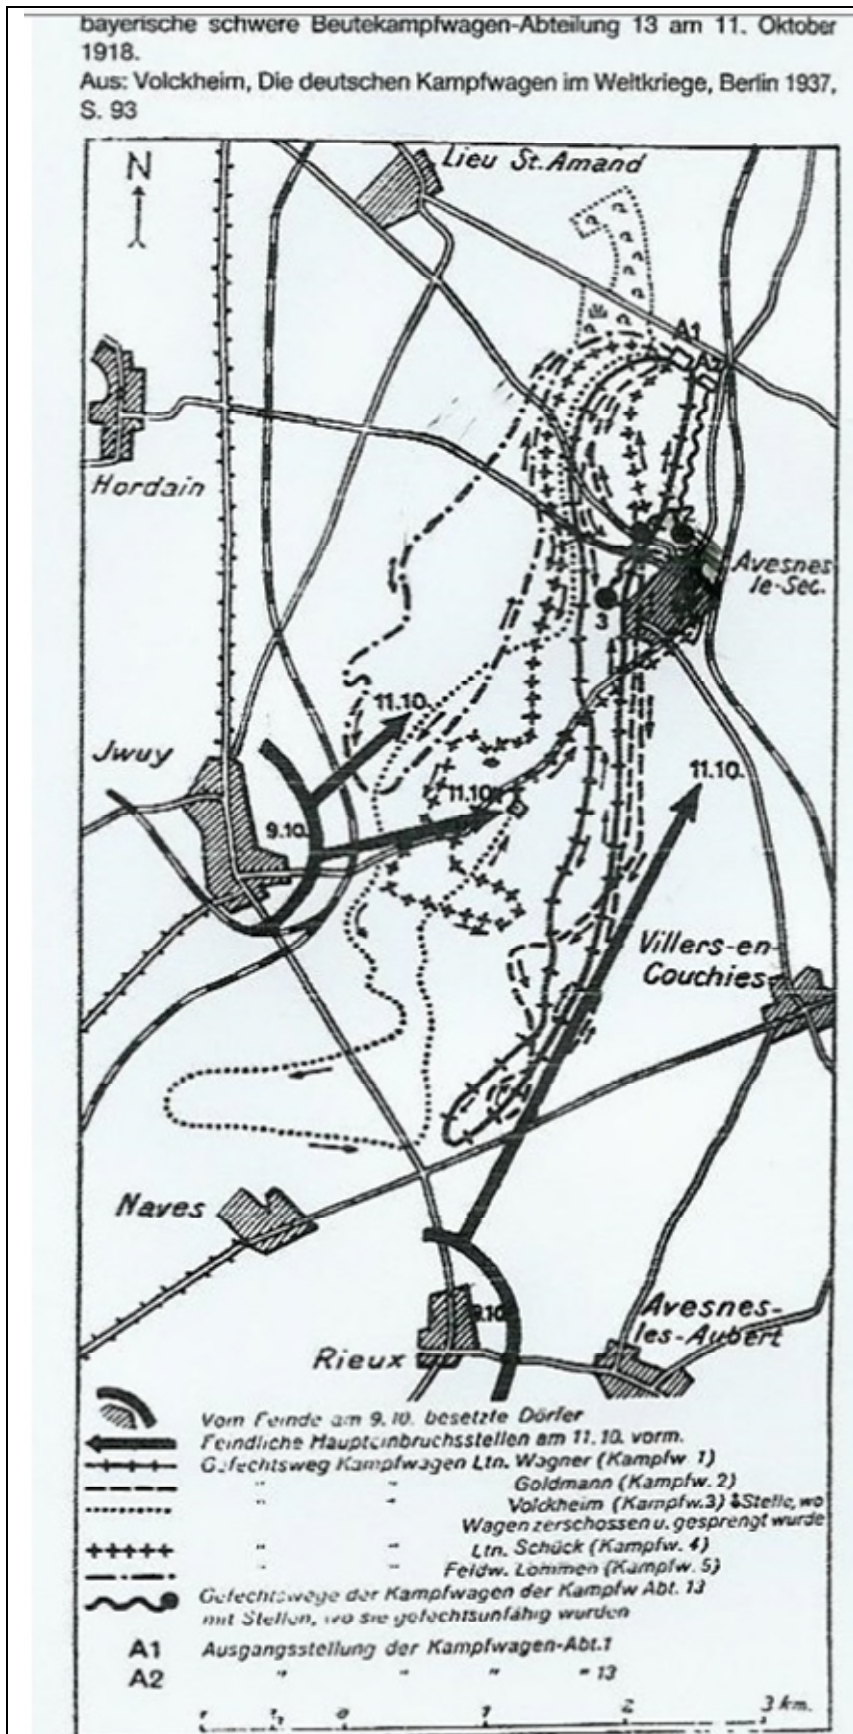 bayerische schwere Beutekampfwagen-Abteilung 13 am 11. Oktober
1918.
Aus: Volckheim, Die deutschen Kampfwagen im Weltkriege, Berlin 1937,
S. 93
N
Lieu St. Amand
A1
Hordain
2
Avesnes
le-Sec.
3
11.10.
Jwuy
11.10.
11.10.
9.10.
Villers-en-
Couchies
Naves
Avesnes-
les-Aubert
9.10.
Rieux
Vom Feinde am 9.10. besetzte Dörfer
Feindliche Haupteinbruchsstellen am 11.10. vorm.
Gefechtsweg Kampfwagen Ltn. Wagner (Kampfw. 1)
" " Goldmann (Kampfw. 2)
" " Volckheim (Kampfw. 3) Stelle, wo
Wagen zerschossen u. gesprengt wurde
" " Ltn. Schück (Kampfw. 4)
" " Feldw. Lommen (Kampfw. 5)
Gefechtswege der Kampfwagen der Kampfw Abt. 13
mit Stellen, wo sie gefechtsunfähig wurden
A1 Ausgangsstellung der Kampfwagen-Abt. 1
A2 " " " " 13
0 1 2 3 km.